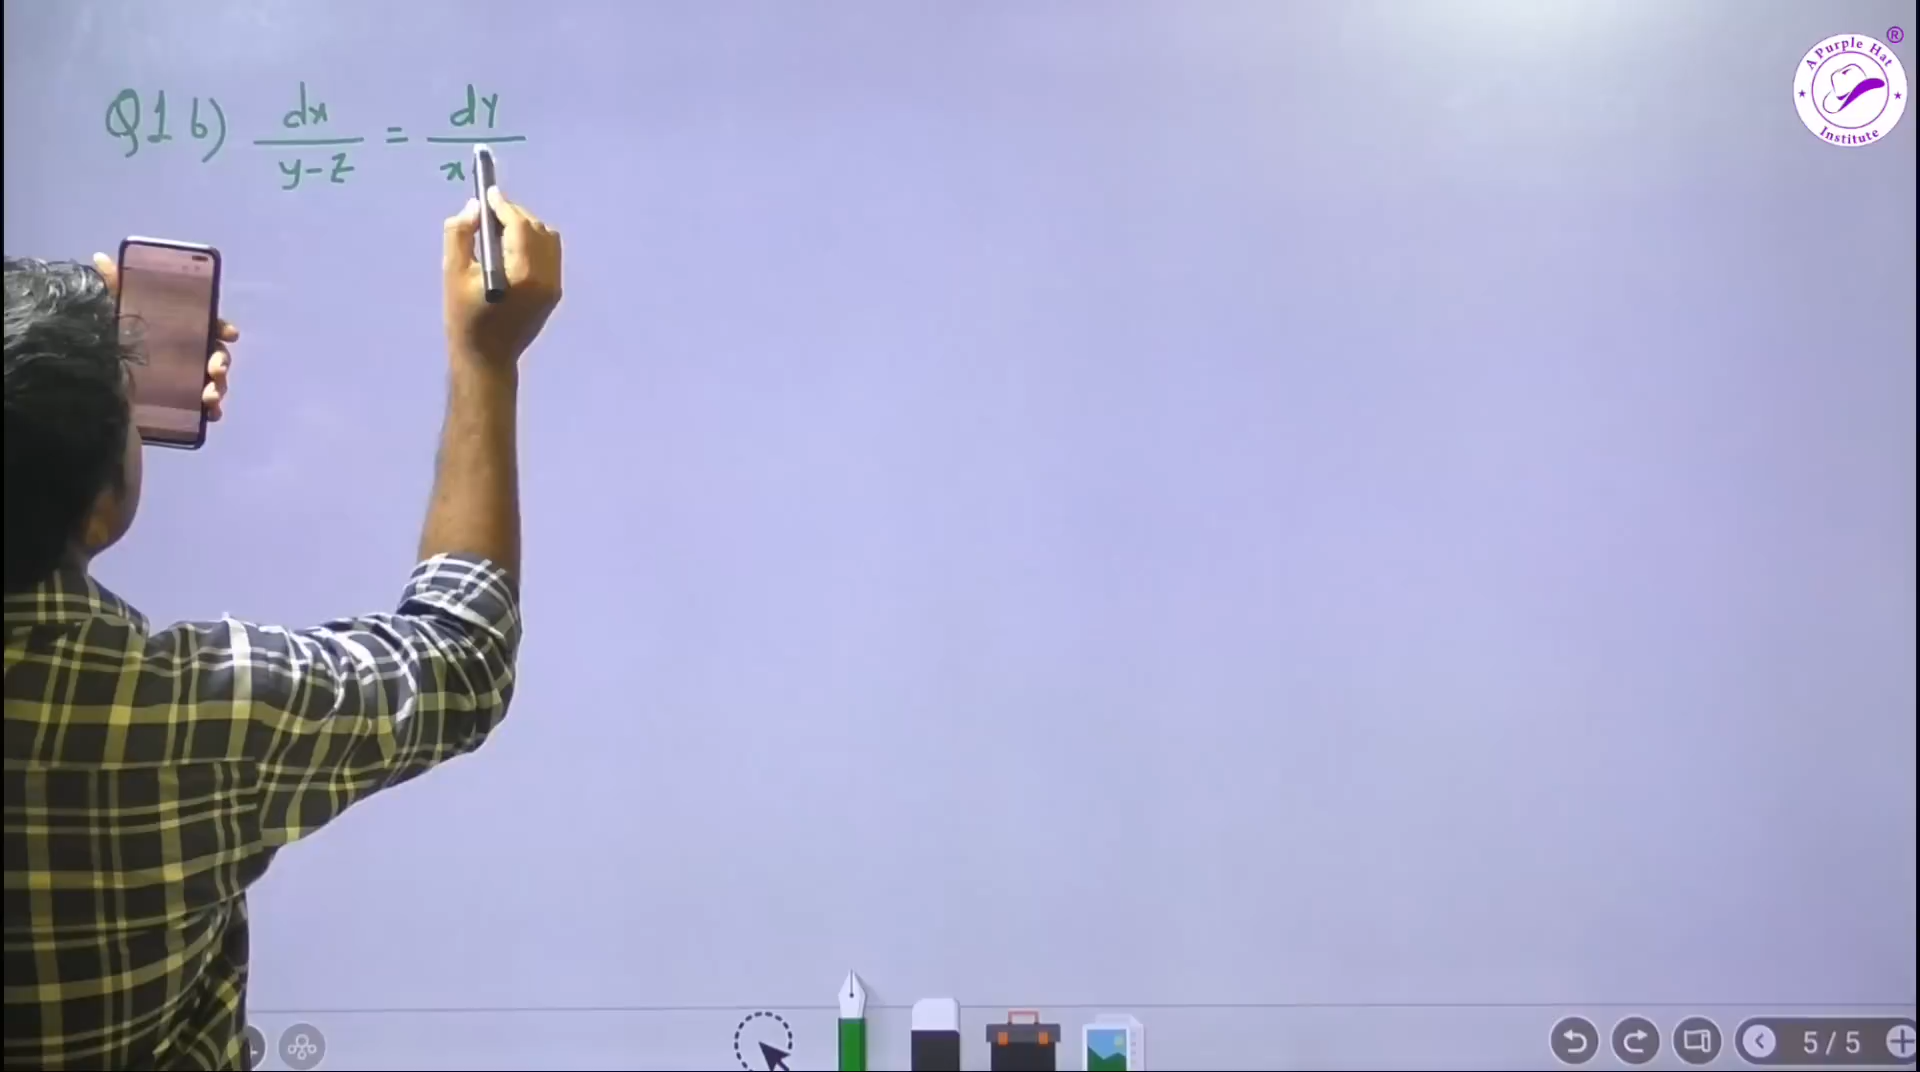 Q1 b) dx / y-z = dy / x
A Purple Hat Institute ®
5 / 5